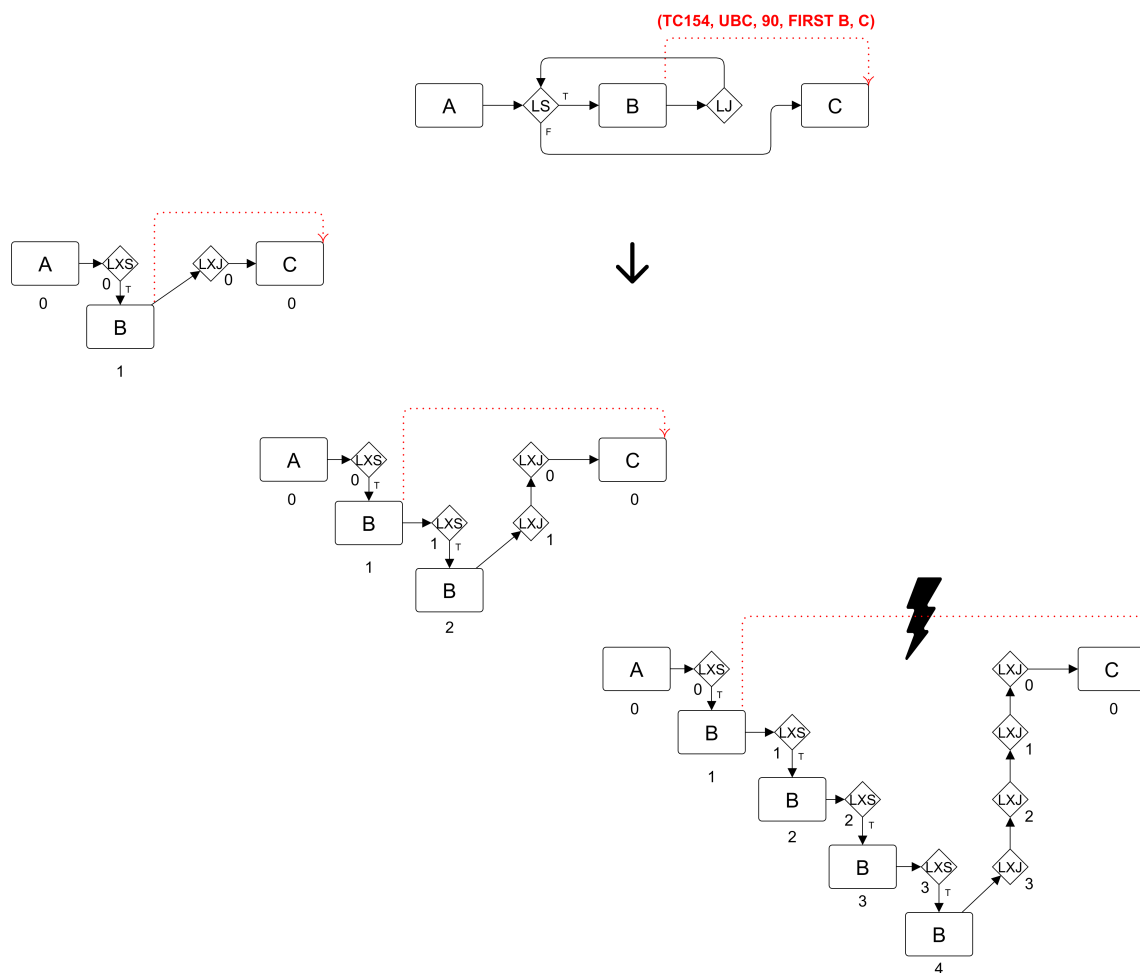 (TC154, UBC, 90, FIRST B, C)
A LS T B LJ C
F
A LXS LXJ C
0 0 T 0 0
B
1
A LXS LXJ C
0 0 T 0 0
B LXS LXJ
1 1 T 1
B
2
A LXS LXJ C
0 0 T 0 0
B LXS LXJ
1 1 T 1
B LXS LXJ
2 2 T 2
B LXS LXJ
3 3 T 3
B
4